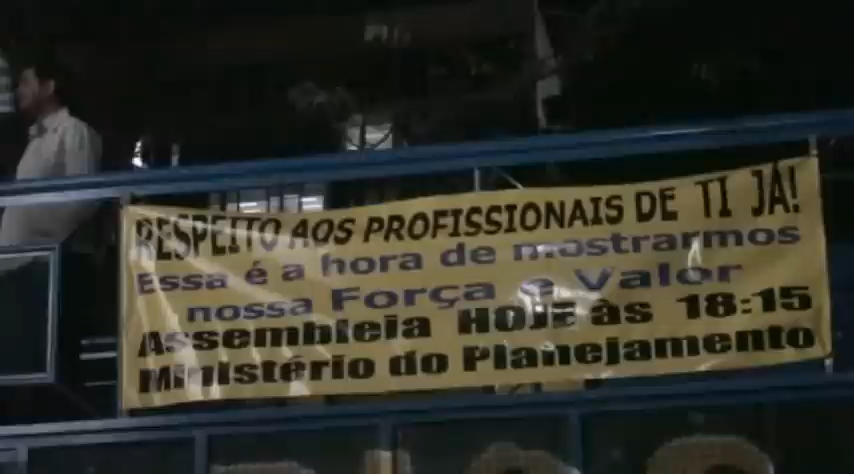 RESPEITO AOS PROFISSIONAIS DE TI JÁ!
Essa é a hora de mostrarmos
nossa Força e Valor
Assembleia HOJE às 18:15
Ministério do Planejamento